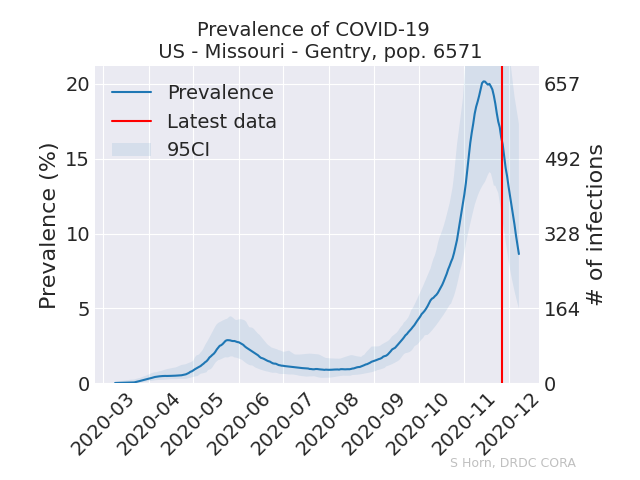 Prevalence of COVID-19
US - Missouri - Gentry, pop. 6571
Prevalence
Latest data
95CI
Prevalence (%)
20
15
10
5
0
657
492
328
164
0
# of infections
2020-03
2020-04
2020-05
2020-06
2020-07
2020-08
2020-09
2020-10
2020-11
2020-12
S Horn, DRDC CORA